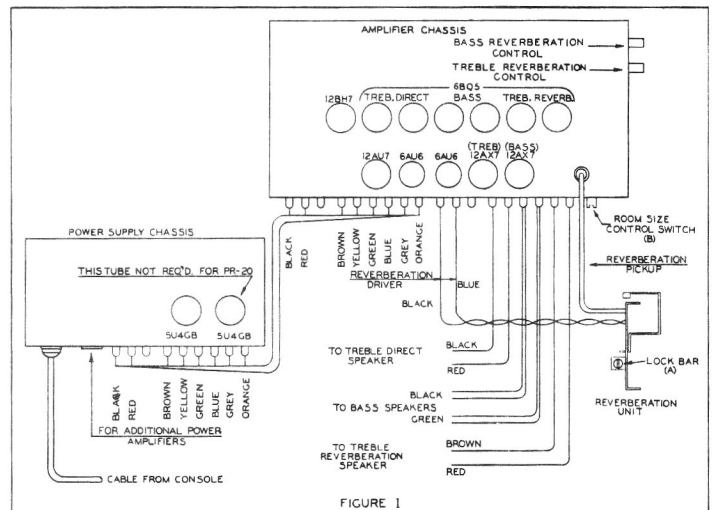 AMPLIFIER CHASSIS
BASS REVERBERATION
CONTROL
TREBLE REVERBERATION
CONTROL
6BQ5
12BH7
TREB. DIRECT
BASS
TREB. REVERB.
(TREB)
(BASS)
12AU7
6AU6
6AU6
12AX7
12AX7
ROOM SIZE
CONTROL SWITCH
(B)
BLACK
RED
BROWN
YELLOW
GREEN
BLUE
GREY
ORANGE
POWER SUPPLY CHASSIS
THIS TUBE NOT REQ'D. FOR PR-20
5U4GB
5U4GB
REVERBERATION
DRIVER
BLUE
BLACK
REVERBERATION
PICKUP
TO TREBLE DIRECT
SPEAKER
BLACK
RED
LOCK BAR
(A)
REVERBERATION
UNIT
BLACK
RED
BROWN
YELLOW
GREEN
BLUE
GREY
ORANGE
BLACK
TO BASS SPEAKERS
GREEN
FOR ADDITIONAL POWER
AMPLIFIERS
TO TREBLE
REVERBERATION
SPEAKER
BROWN
RED
CABLE FROM CONSOLE
FIGURE 1